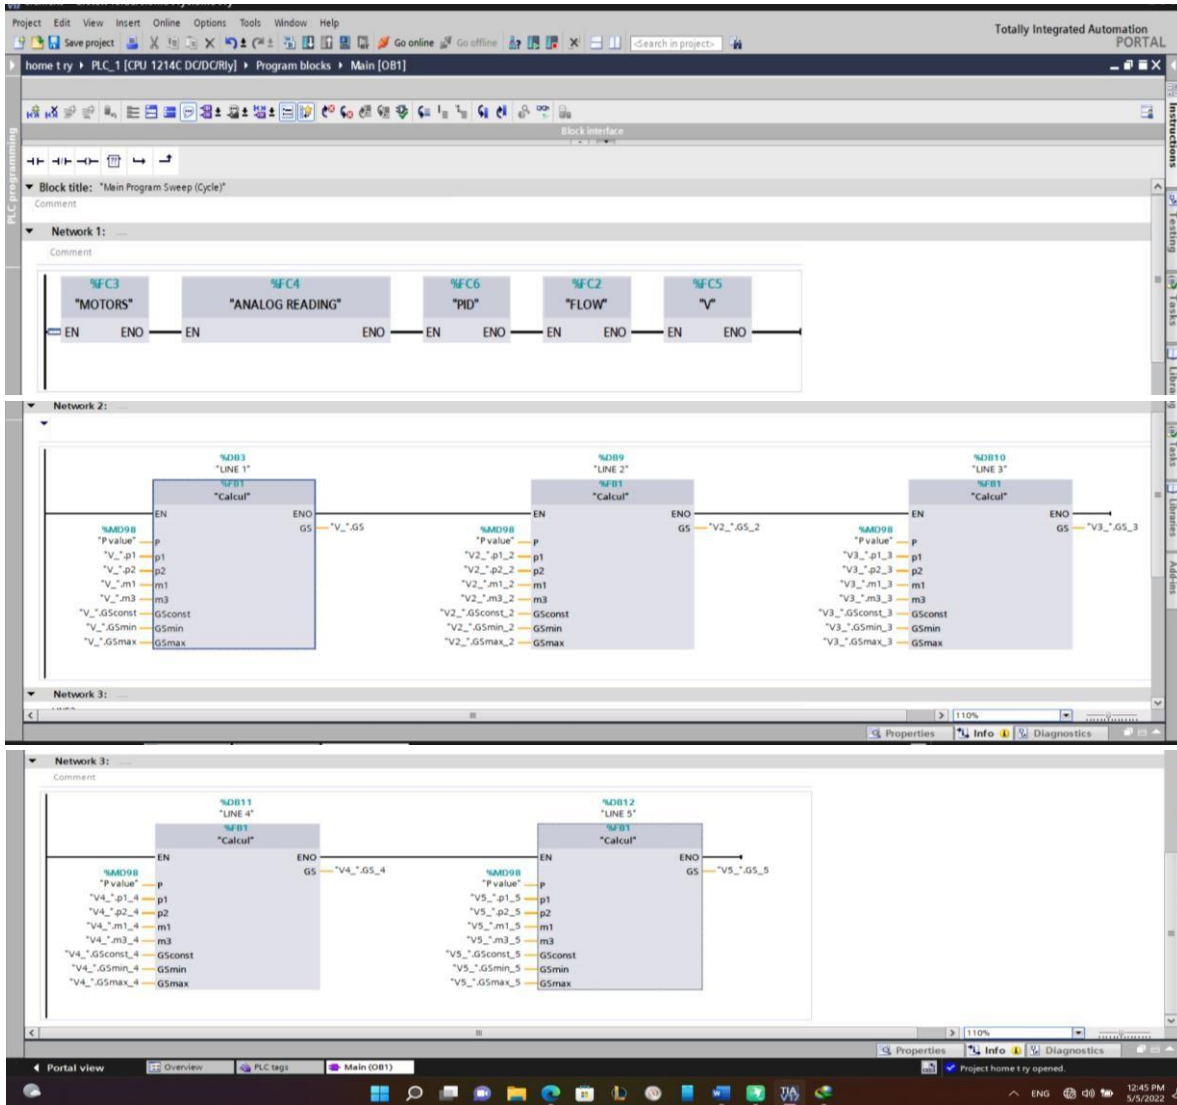 Project Edit View Insert Online Options Tools Window Help
Totally Integrated Automation
PORTAL
Save project Go online Go offline <Search in project>
home t ry PLC_1 [CPU 1214C DC/DC/Rly] Program blocks Main [OB1]
Block interface
PLC programming
Instructions
Testing
Tasks
Block title: "Main Program Sweep (Cycle)"
Comment
Network 1:
Comment
%FC3 %FC4 %FC6 %FC2 %FC5
"MOTORS" "ANALOG READING" "PID" "FLOW" "V"
EN ENO EN ENO EN ENO EN ENO EN ENO
Network 2:
Tasks
Libraries
Add-ins
%DB3 %DB9 %DB10
"LINE 1" "LINE 2" "LINE 3"
%FB1 %FB1 %FB1
"Calcul" "Calcul" "Calcul"
EN ENO EN ENO EN ENO
GS "V_".GS GS "V2_".GS_2 GS "V3_".GS_3
%MD98 %MD98 %MD98
"P value" P "P value" P "P value" P
"V_".p1 p1 "V2_".p1_2 p1 "V3_".p1_3 p1
"V_".p2 p2 "V2_".p2_2 p2 "V3_".p2_3 p2
"V_".m1 m1 "V2_".m1_2 m1 "V3_".m1_3 m1
"V_".m3 m3 "V2_".m3_2 m3 "V3_".m3_3 m3
"V_".GSconst GSconst "V2_".GSconst_2 GSconst "V3_".GSconst_3 GSconst
"V_".GSmin GSmin "V2_".GSmin_2 GSmin "V3_".GSmin_3 GSmin
"V_".GSmax GSmax "V2_".GSmax_2 GSmax "V3_".GSmax_3 GSmax
Network 3:
110%
Properties Info Diagnostics
Network 3:
Comment
%DB11 %DB12
"LINE 4" "LINE 5"
%FB1 %FB1
"Calcul" "Calcul"
EN ENO EN ENO
GS "V4_".GS_4 GS "V5_".GS_5
%MD98 %MD98
"P value" P "P value" P
"V4_".p1_4 p1 "V5_".p1_5 p1
"V4_".p2_4 p2 "V5_".p2_5 p2
"V4_".m1_4 m1 "V5_".m1_5 m1
"V4_".m3_4 m3 "V5_".m3_5 m3
"V4_".GSconst_4 GSconst "V5_".GSconst_5 GSconst
"V4_".GSmin_4 GSmin "V5_".GSmin_5 GSmin
"V4_".GSmax_4 GSmax "V5_".GSmax_5 GSmax
110%
Properties Info Diagnostics
Portal view Overview PLC tags Main (OB1) Project home t ry opened.
ENG 12:45 PM
5/5/2022